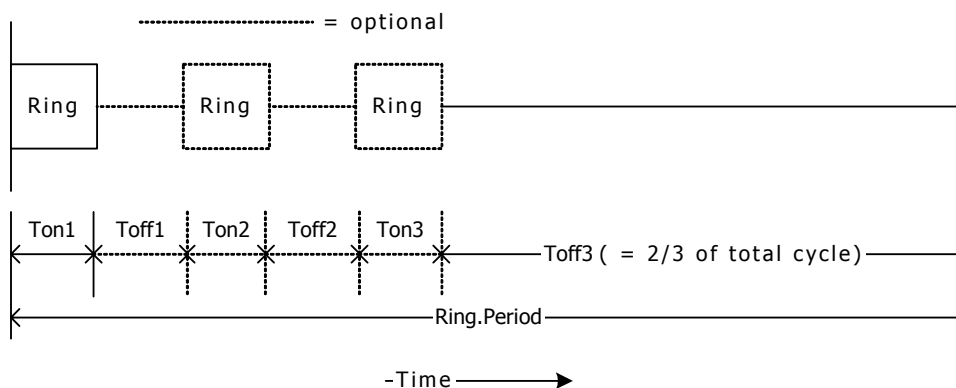 = optional
Ring Ring Ring
Ton1 Toff1 Ton2 Toff2 Ton3
Toff3 ( = 2/3 of total cycle)
Ring.Period
-Time